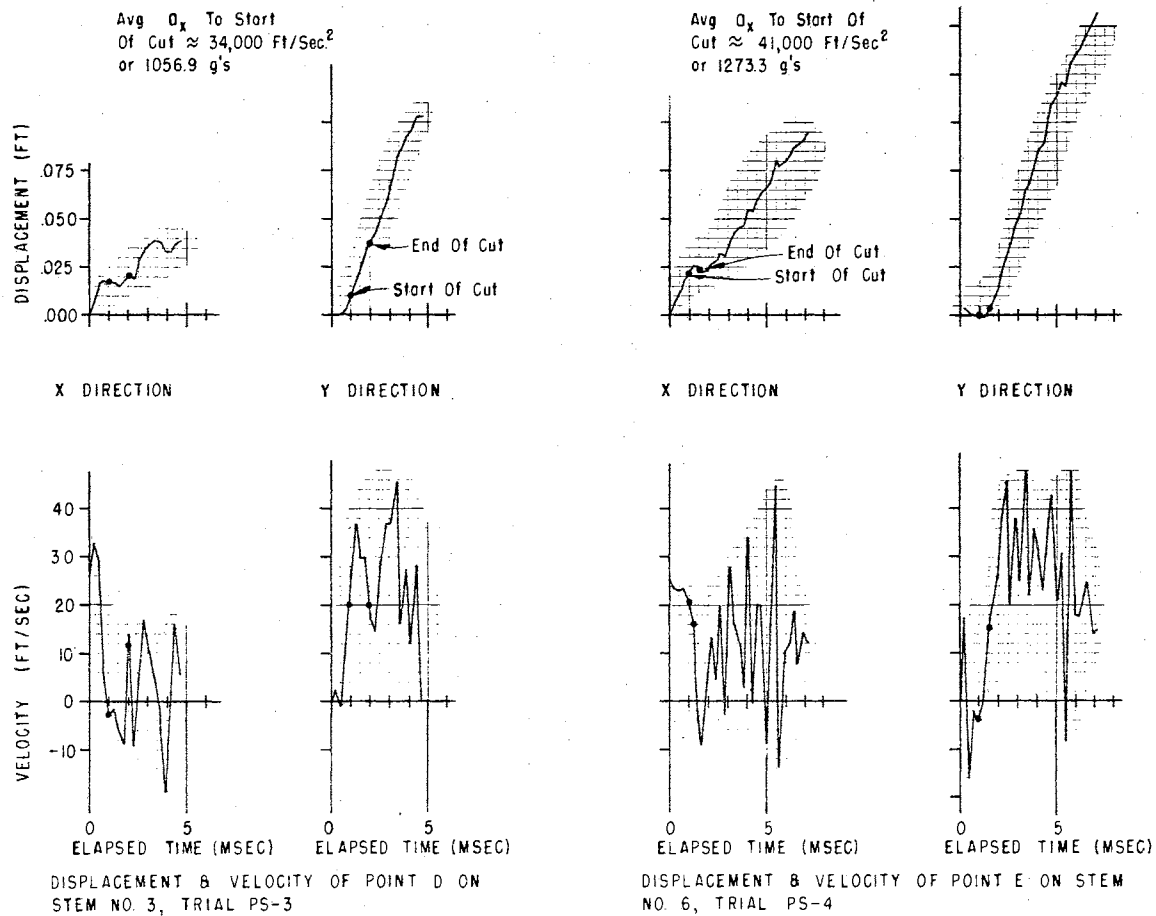 Avg ax To Start
Of Cut ≈ 34,000 Ft/Sec.²
or 1056.9 g's
Avg ax To Start Of
Cut ≈ 41,000 Ft/Sec²
or 1273.3 g's
DISPLACEMENT (FT)
.075
.050
.025
.000
End Of Cut
Start Of Cut
End Of Cut
Start Of Cut
X DIRECTION
Y DIRECTION
X DIRECTION
Y DIRECTION
VELOCITY (FT/SEC)
40
30
20
10
0
-10
0 5
0 5
0 5
0 5
ELAPSED TIME (MSEC)
ELAPSED TIME (MSEC)
ELAPSED TIME (MSEC)
ELAPSED TIME (MSEC)
DISPLACEMENT & VELOCITY OF POINT D ON
STEM NO. 3, TRIAL PS-3
DISPLACEMENT & VELOCITY OF POINT E ON STEM
NO. 6, TRIAL PS-4